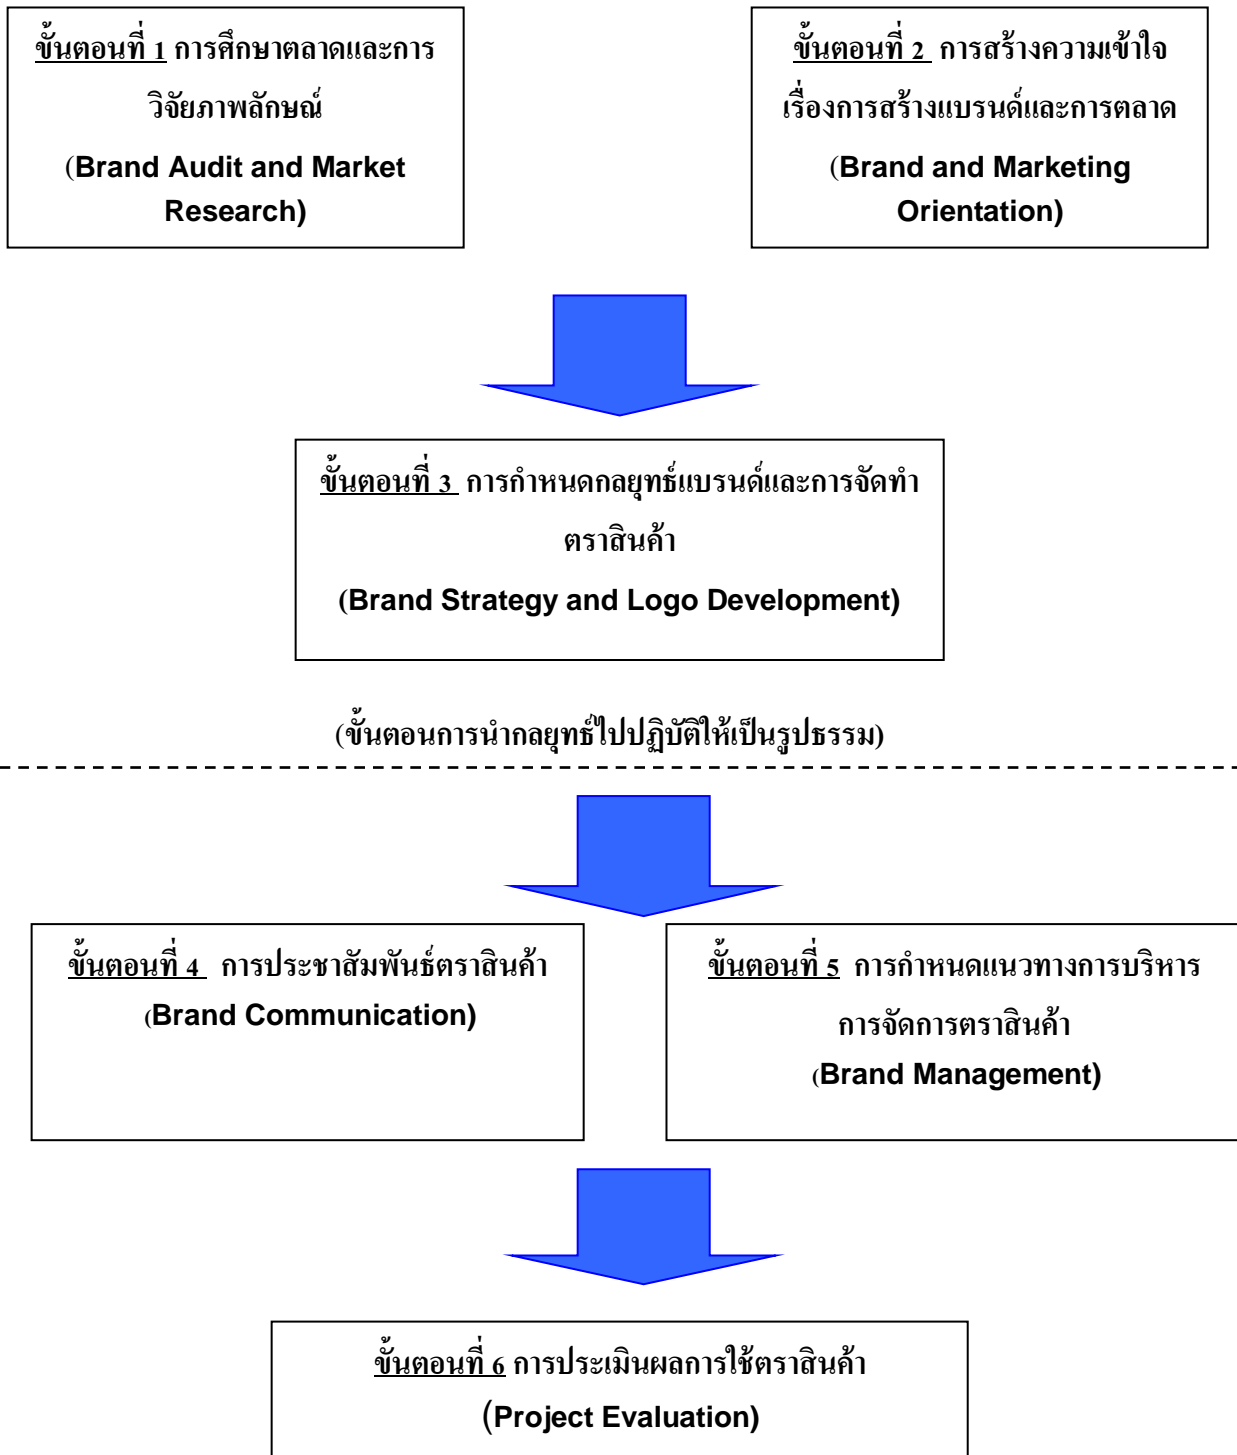 ขั้นตอนที่ 1 การศึกษาตลาดและการ
วิจัยภาพลักษณ์
(Brand Audit and Market
Research)
ขั้นตอนที่ 2 การสร้างความเข้าใจ
เรื่องการสร้างแบรนด์และการตลาด
(Brand and Marketing
Orientation)
ขั้นตอนที่ 3 การกำหนดกลยุทธ์แบรนด์และการจัดทำ
ตราสินค้า
(Brand Strategy and Logo Development)
(ขั้นตอนการนำกลยุทธ์ไปปฏิบัติให้เป็นรูปธรรม)
ขั้นตอนที่ 4 การประชาสัมพันธ์ตราสินค้า
(Brand Communication)
ขั้นตอนที่ 5 การกำหนดแนวทางการบริหาร
การจัดการตราสินค้า
(Brand Management)
ขั้นตอนที่ 6 การประเมินผลการใช้ตราสินค้า
(Project Evaluation)